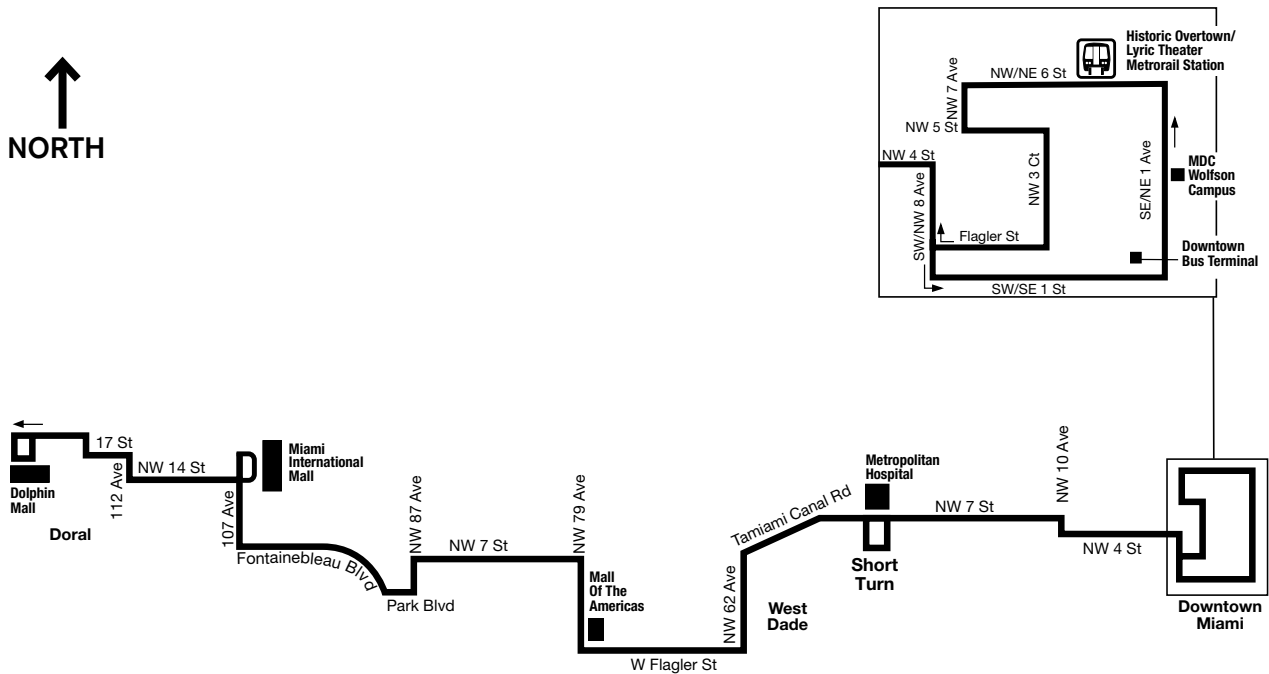 NORTH
Historic Overtown/
Lyric Theater
Metrorail Station
NW/NE 6 St
NW 7 Ave
NW 5 St
NW 4 St
NW 3 Ct
SW/NW 8 Ave
Flagler St
SE/NE 1 Ave
MDC
Wolfson
Campus
Downtown
Bus Terminal
SW/SE 1 St
17 St
NW 14 St
112 Ave
Dolphin
Mall
Doral
Miami
International
Mall
107 Ave
Fontainebleau Blvd
Park Blvd
NW 87 Ave
NW 7 St
NW 79 Ave
Mall
Of The
Americas
W Flagler St
NW 62 Ave
Tamiami Canal Rd
West
Dade
Metropolitan
Hospital
Short
Turn
NW 7 St
NW 10 Ave
NW 4 St
Downtown
Miami